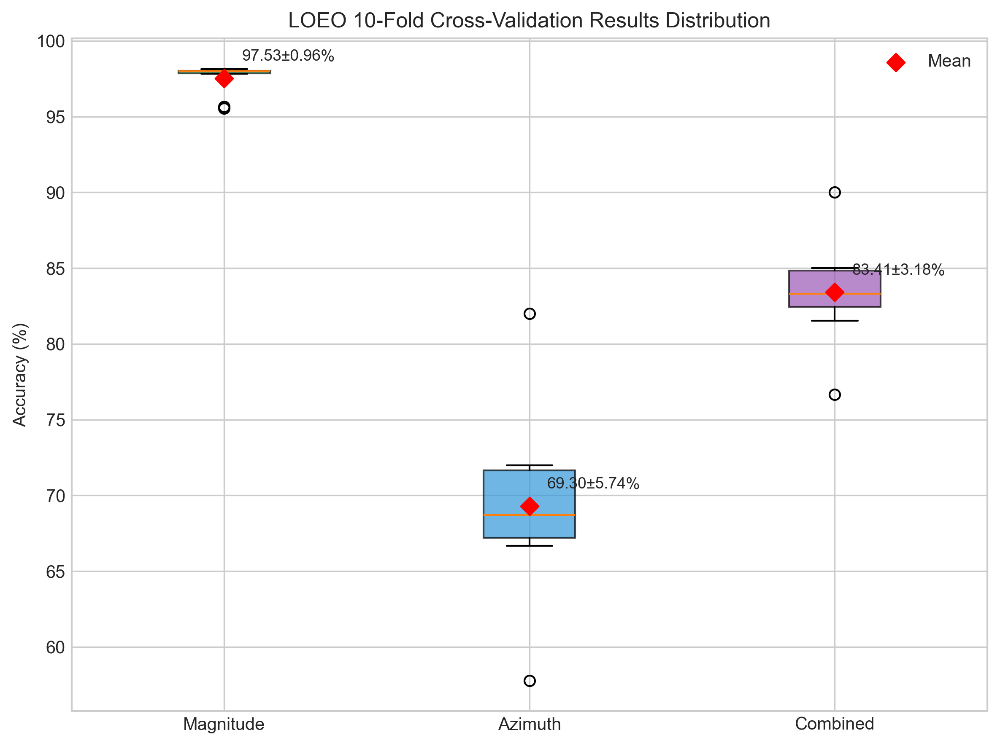 LOEO 10-Fold Cross-Validation Results Distribution
Mean
Accuracy (%)
100
95
90
85
80
75
70
65
60
97.53±0.96%
69.30±5.74%
83.41±3.18%
Magnitude
Azimuth
Combined